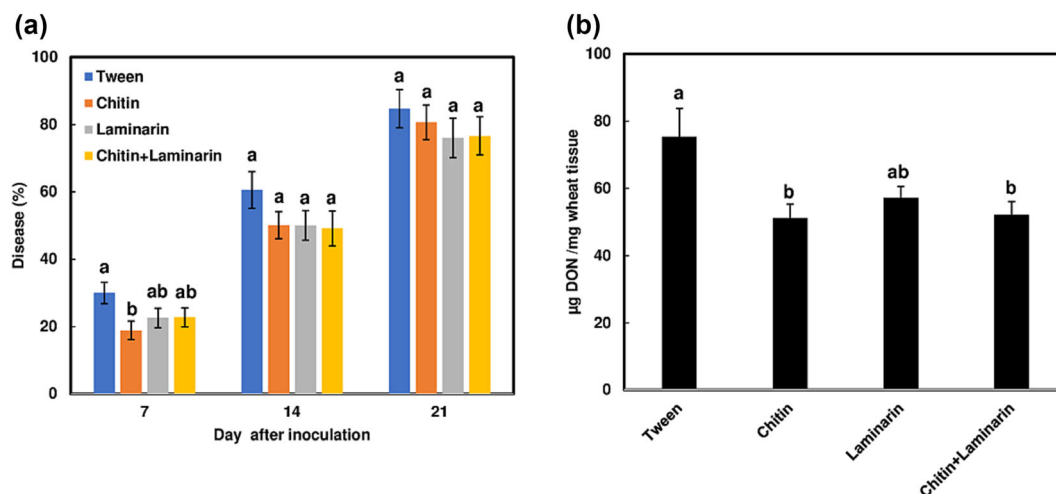 (a)
100
80
60
40
20
0
Disease (%)
Tween
Chitin
Laminarin
Chitin+Laminarin
a
b
ab
ab
a
a
a
a
a
a
a
a
7
14
21
Day after inoculation
(b)
100
80
60
40
20
0
µg DON /mg wheat tissue
a
b
ab
b
Tween
Chitin
Laminarin
Chitin+Laminarin